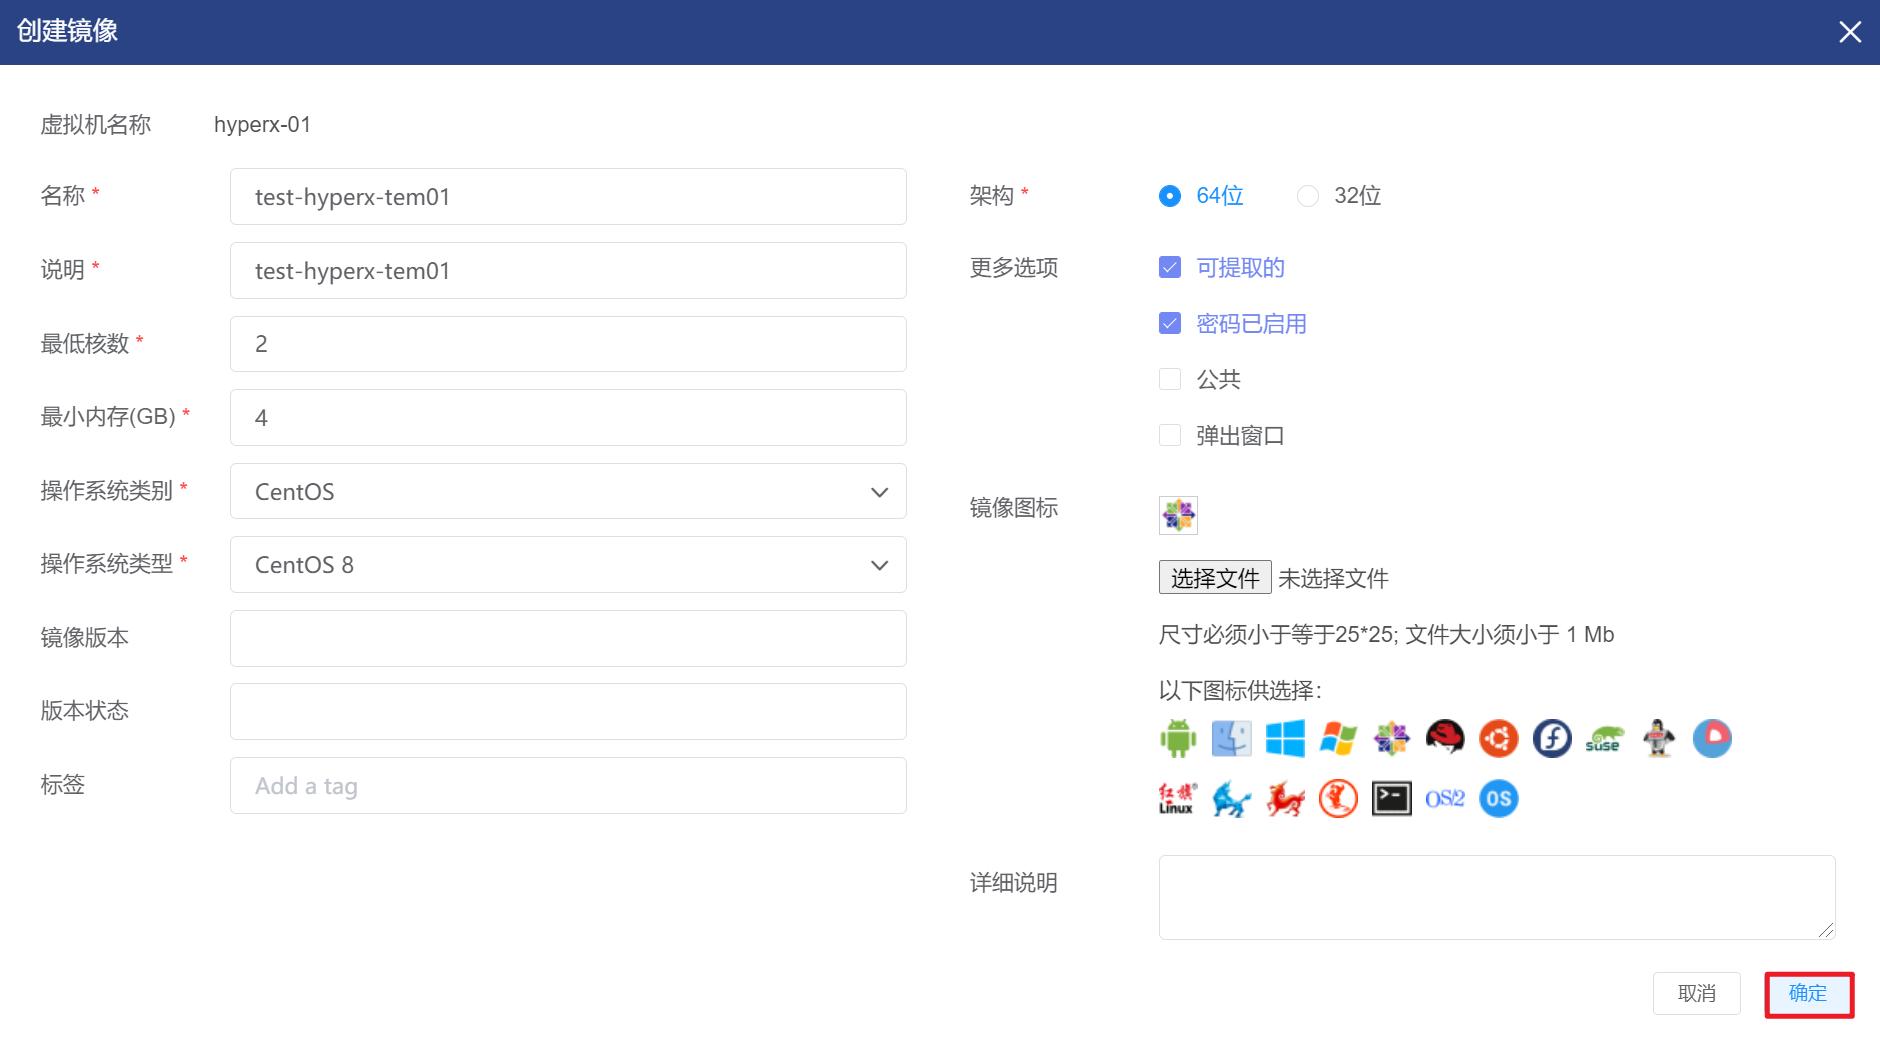 创建镜像
虚拟机名称 hyperx-01
名称 * test-hyperx-tem01
说明 * test-hyperx-tem01
最低核数 * 2
最小内存(GB) * 4
操作系统类别 * CentOS
操作系统类型 * CentOS 8
镜像版本
版本状态
标签 Add a tag
架构 * 64位 32位
更多选项 可提取的
密码已启用
公共
弹出窗口
镜像图标
选择文件 未选择文件
尺寸必须小于等于25*25; 文件大小须小于 1 Mb
以下图标供选择:
SUSE
红旗 Linux
OS/2 OS
详细说明
取消 确定